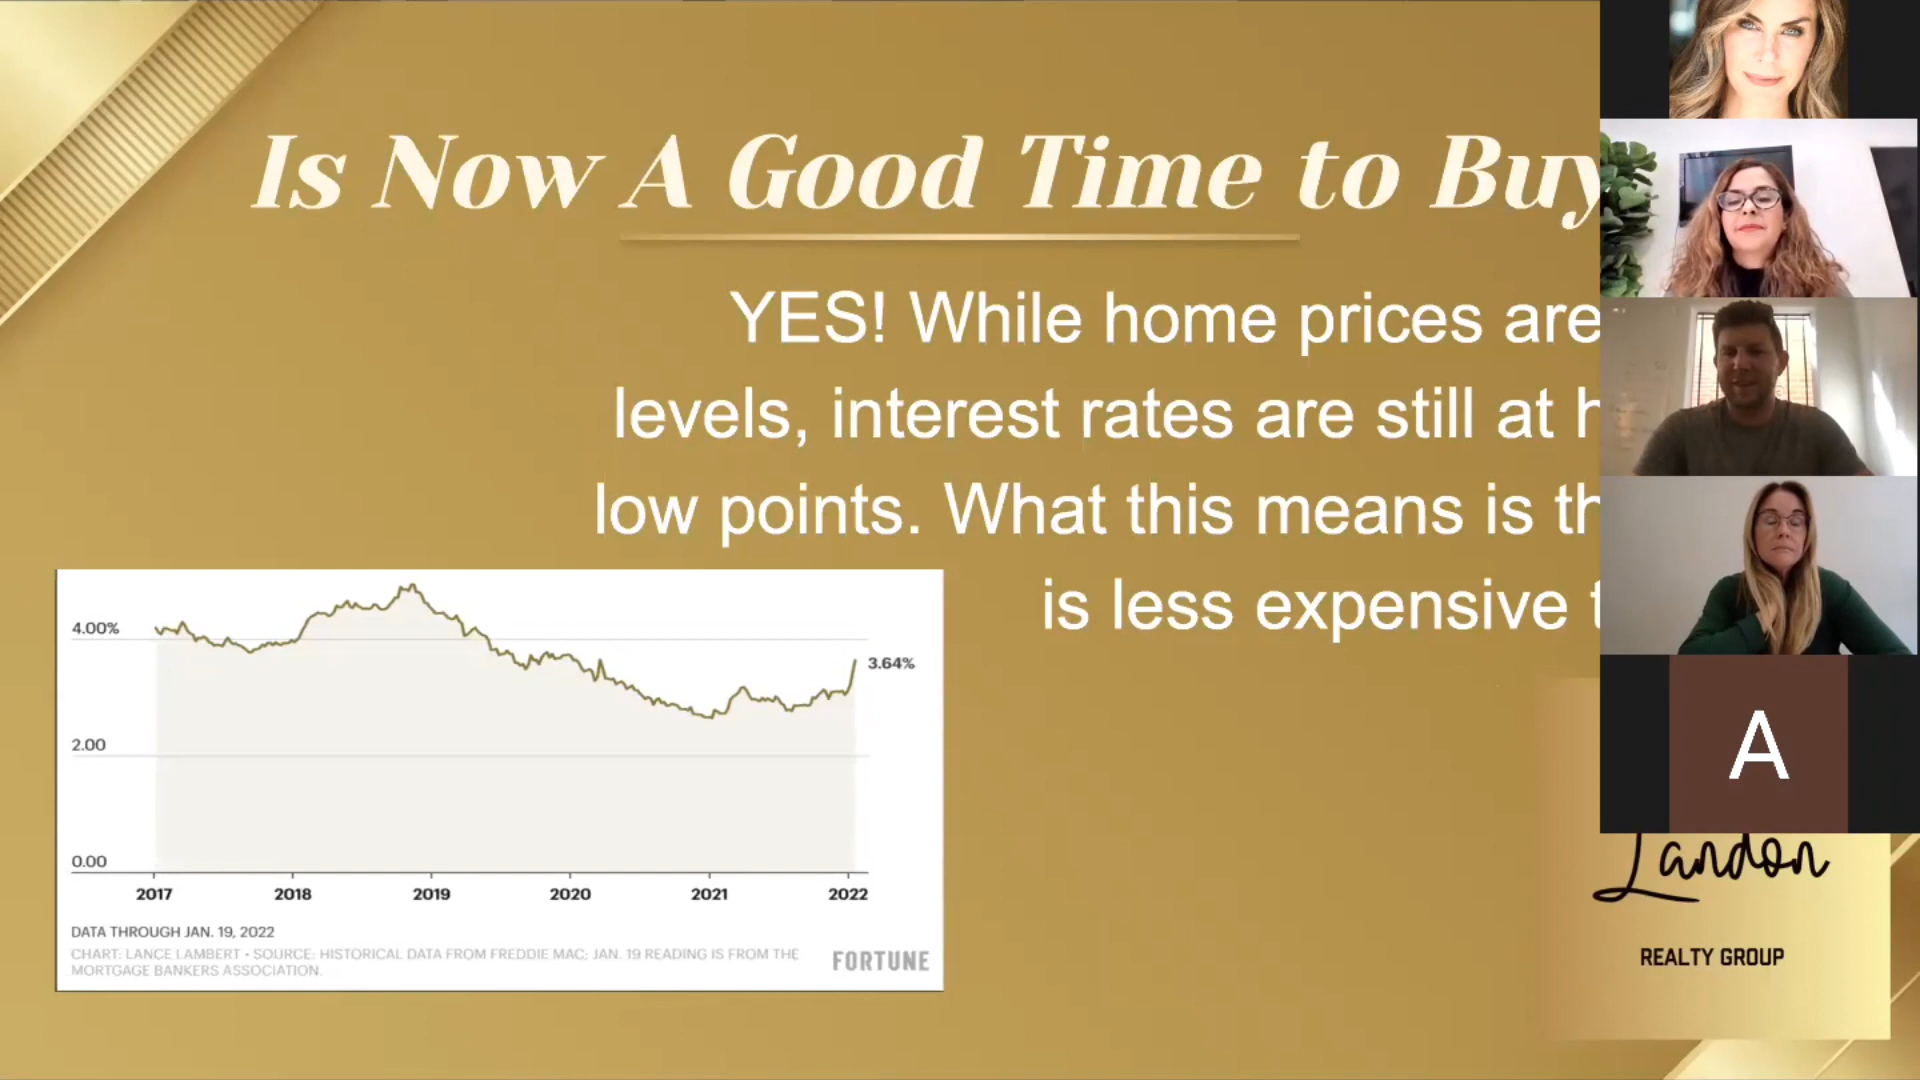 Is Now A Good Time to Buy
YES! While home prices are
levels, interest rates are still at h
low points. What this means is th
is less expensive t
4.00%
3.64%
2.00
0.00
2017 2018 2019 2020 2021 2022
DATA THROUGH JAN. 19, 2022
CHART: LANCE LAMBERT • SOURCE: HISTORICAL DATA FROM FREDDIE MAC; JAN. 19 READING IS FROM THE
MORTGAGE BANKERS ASSOCIATION.
FORTUNE
A
Landon
REALTY GROUP